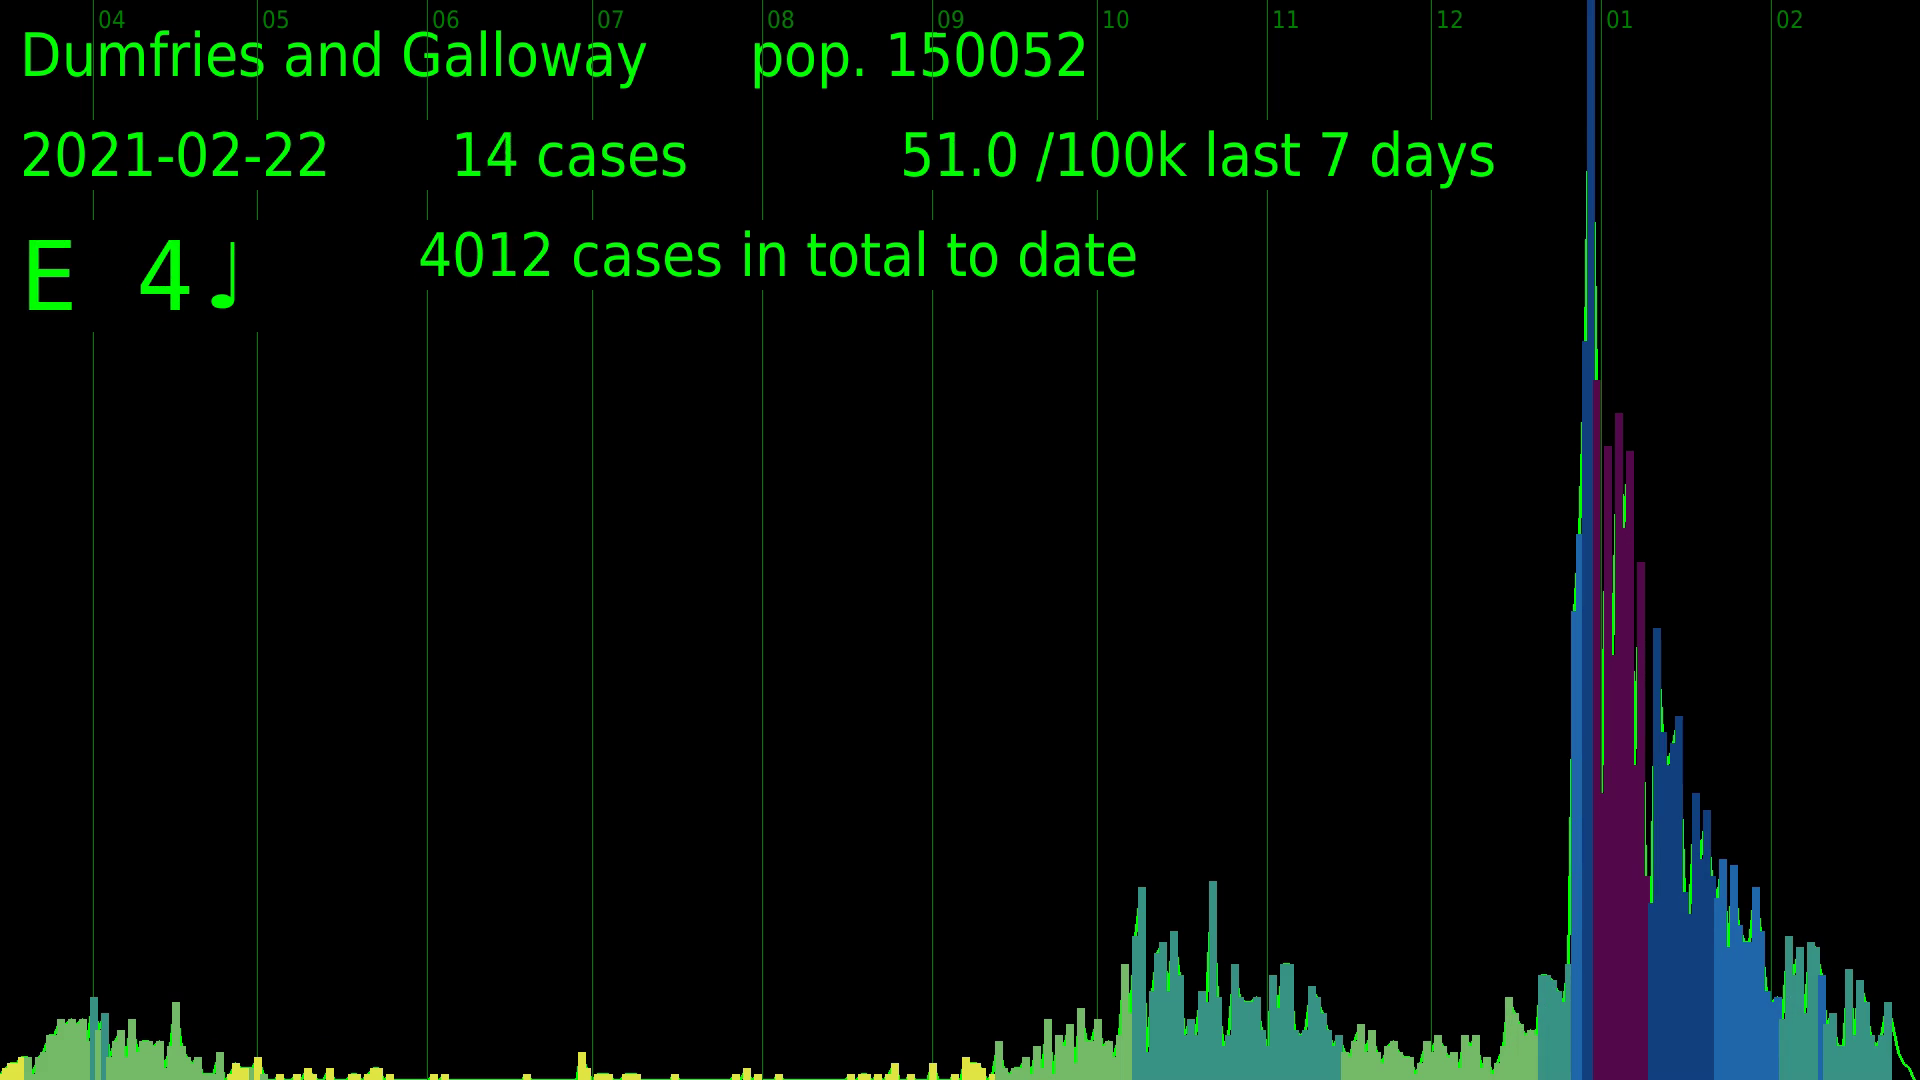 04 05 06 07 08 09 10 11 12 01 02
Dumfries and Galloway pop. 150052
2021-02-22 14 cases 51.0 /100k last 7 days
E 4♩ 4012 cases in total to date